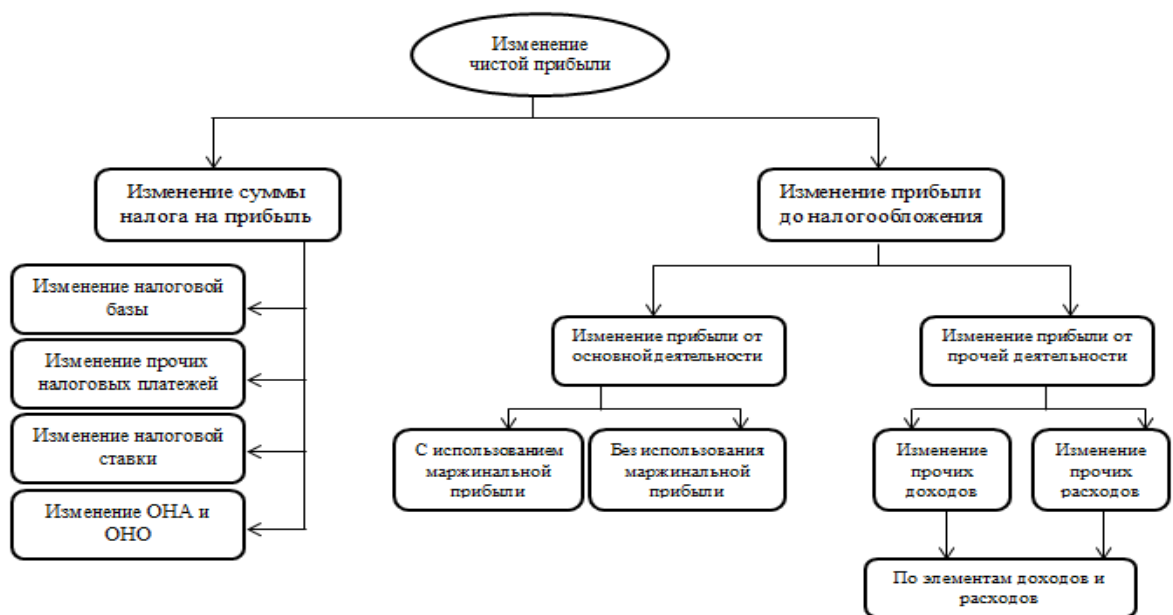 Изменение
чистой прибыли
Изменение суммы
налога на прибыль
Изменение прибыли
до налогообложения
Изменение налоговой
базы
Изменение прочих
налоговых платежей
Изменение налоговой
ставки
Изменение ОНА и
ОНО
Изменение прибыли от
основной деятельности
Изменение прибыли от
прочей деятельности
С использованием
маржинальной
прибыли
Без использования
маржинальной
прибыли
Изменение
прочих
доходов
Изменение
прочих
расходов
По элементам доходов и
расходов